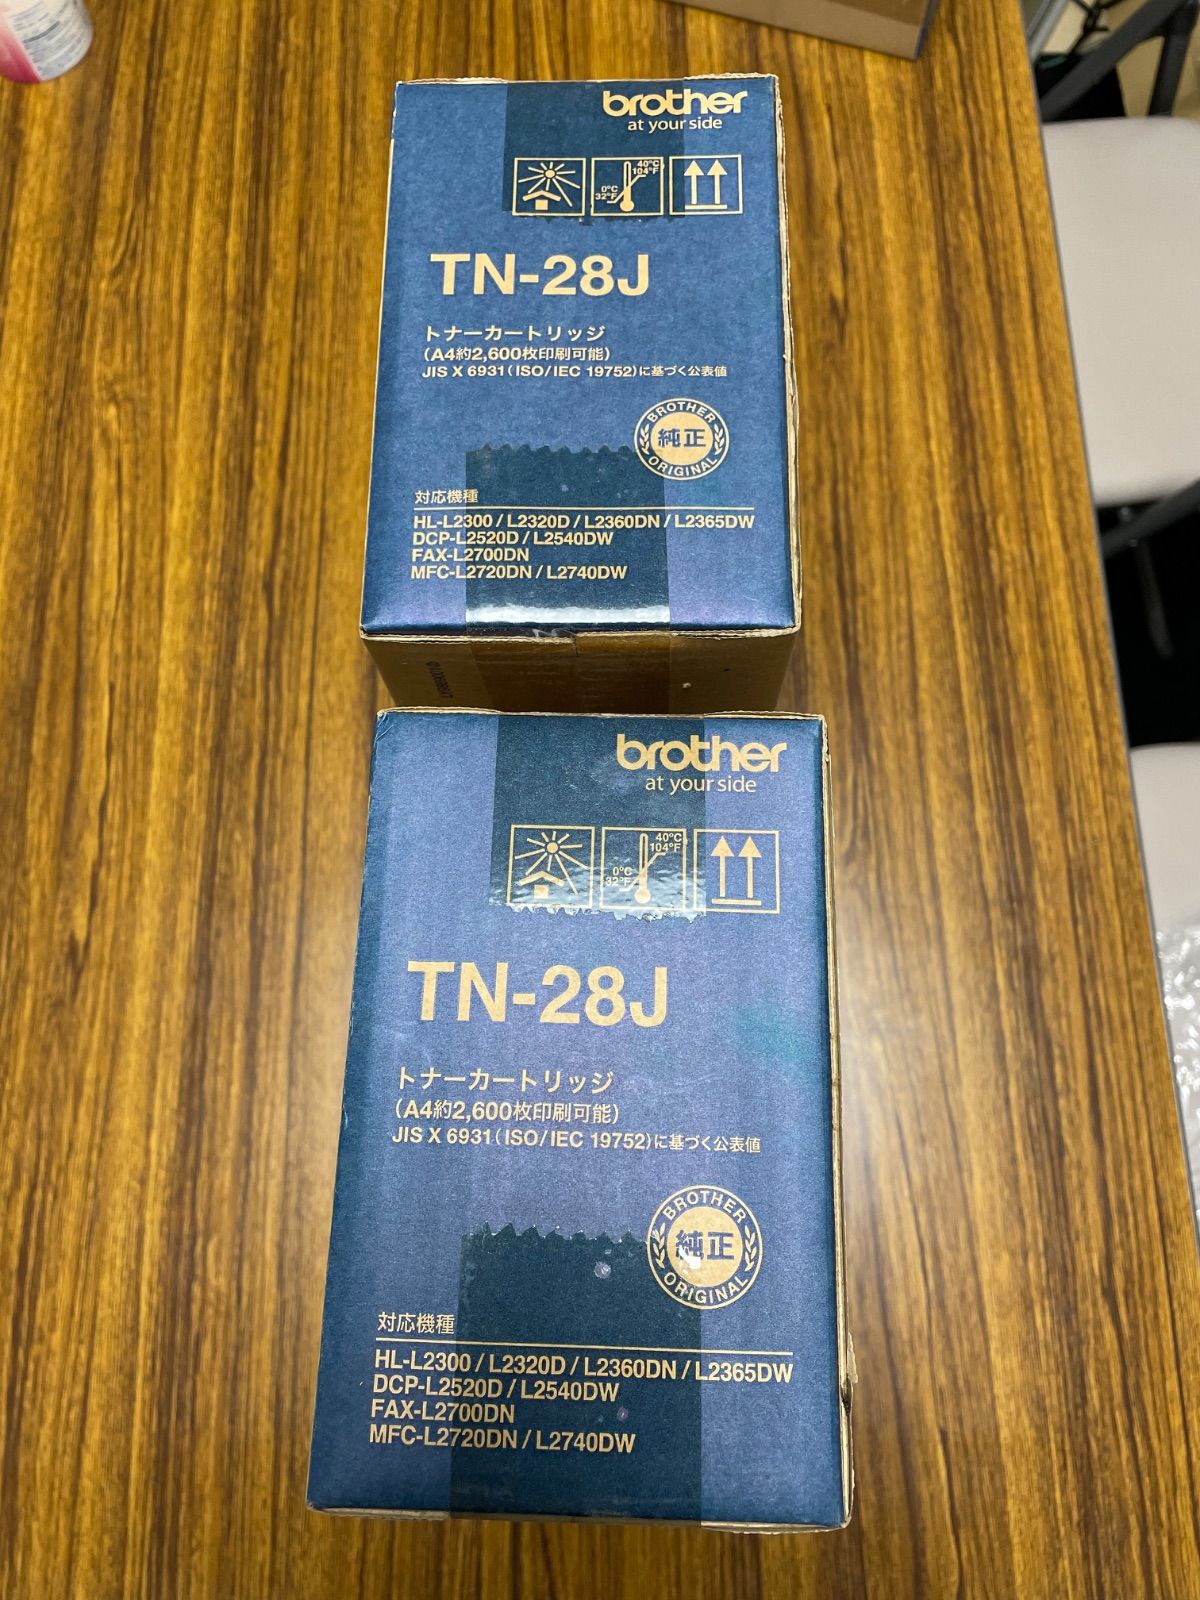 brother
at your side
40°C
104°F
0°C
32°F
TN-28J
トナーカートリッジ
(A4約2,600枚印刷可能)
JIS X 6931(ISO/IEC 19752)に基づく公表値
BROTHER
純正
ORIGINAL
対応機種
HL-L2300 / L2320D / L2360DN / L2365DW
DCP-L2520D / L2540DW
FAX-L2700DN
MFC-L2720DN / L2740DW
brother
at your side
40°C
104°F
0°C
32°F
TN-28J
トナーカートリッジ
(A4約2,600枚印刷可能)
JIS X 6931(ISO/IEC 19752)に基づく公表値
BROTHER
純正
ORIGINAL
対応機種
HL-L2300 / L2320D / L2360DN / L2365DW
DCP-L2520D / L2540DW
FAX-L2700DN
MFC-L2720DN / L2740DW